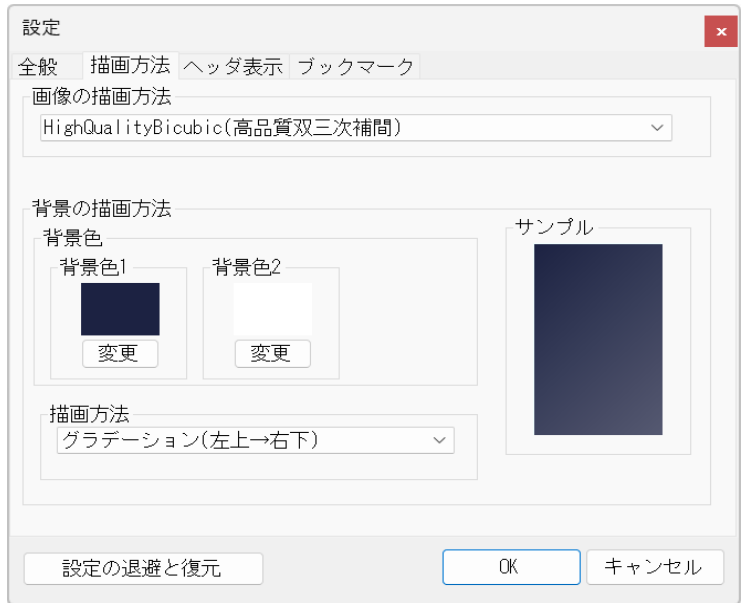 設定
全般 描画方法 ヘッダ表示 ブックマーク
画像の描画方法
HighQualityBicubic(高品質双三次補間)
背景の描画方法
背景色
背景色1 背景色2
変更 変更
描画方法
グラデーション(左上→右下)
サンプル
設定の退避と復元 OK キャンセル